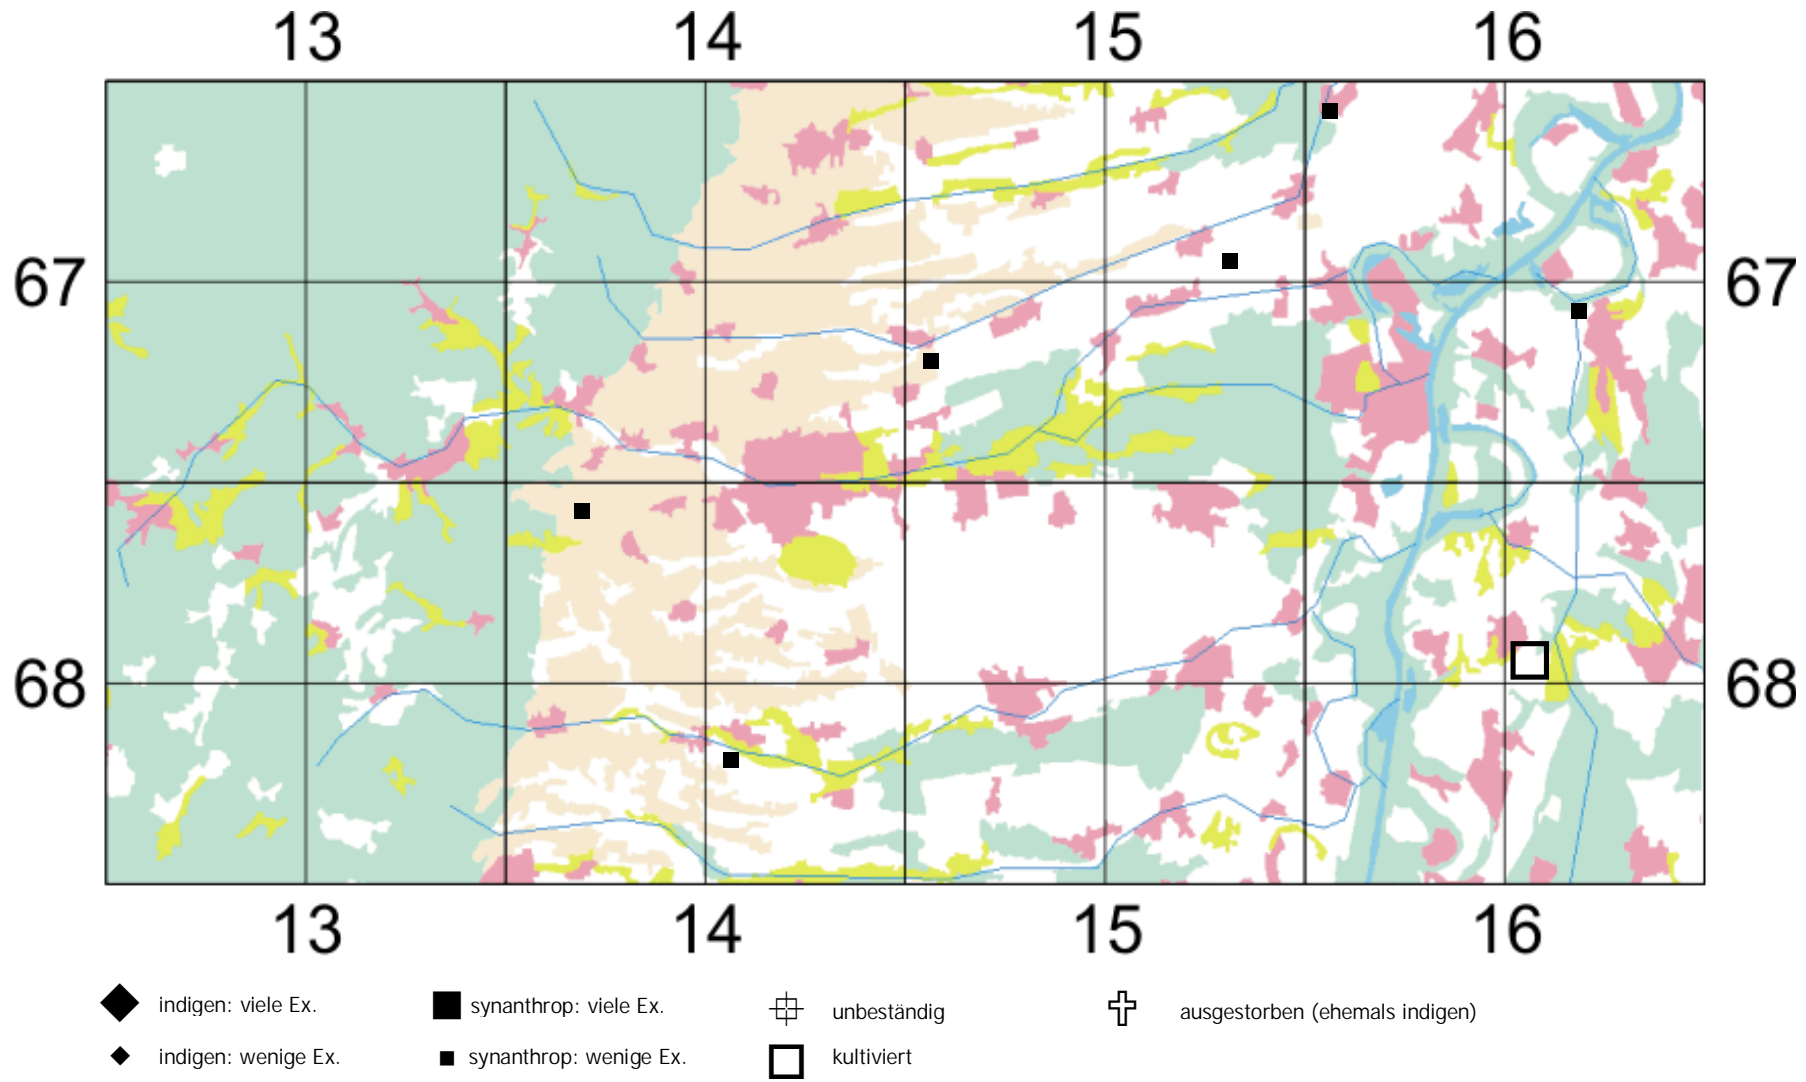 13 14 15 16
67 67
68 68
13 14 15 16
indigen: viele Ex. synanthrop: viele Ex. unbeständig ausgestorben (ehemals indigen)
indigen: wenige Ex. synanthrop: wenige Ex. kultiviert